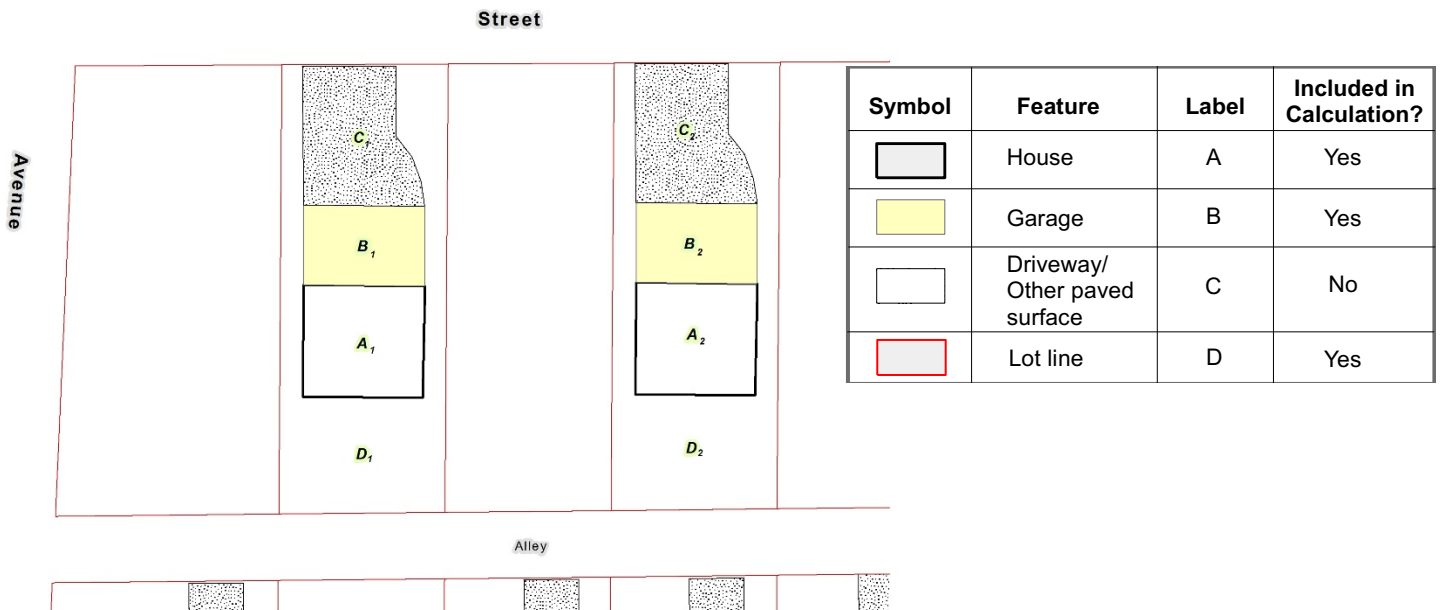 Street
Avenue
C1
C2
B1
B2
A1
A2
D1
D2
Alley
Symbol Feature Label Included in
Calculation?
House A Yes
Garage B Yes
Driveway/
Other paved
surface C No
Lot line D Yes